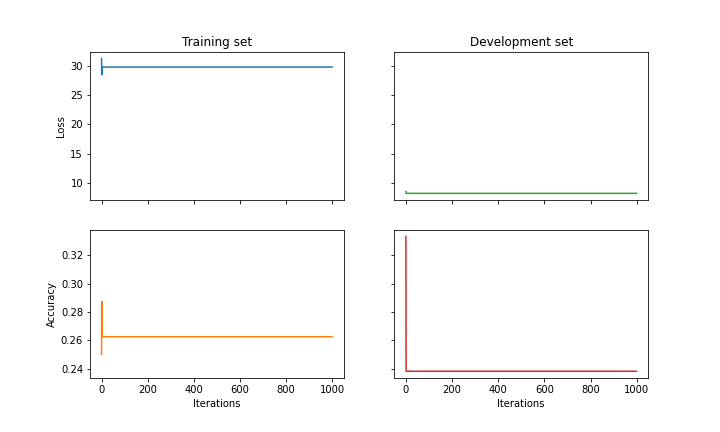 Training set
Development set
30
25
20
15
10
Loss
0.32
0.30
0.28
0.26
0.24
Accuracy
0 200 400 600 800 1000
0 200 400 600 800 1000
Iterations
Iterations